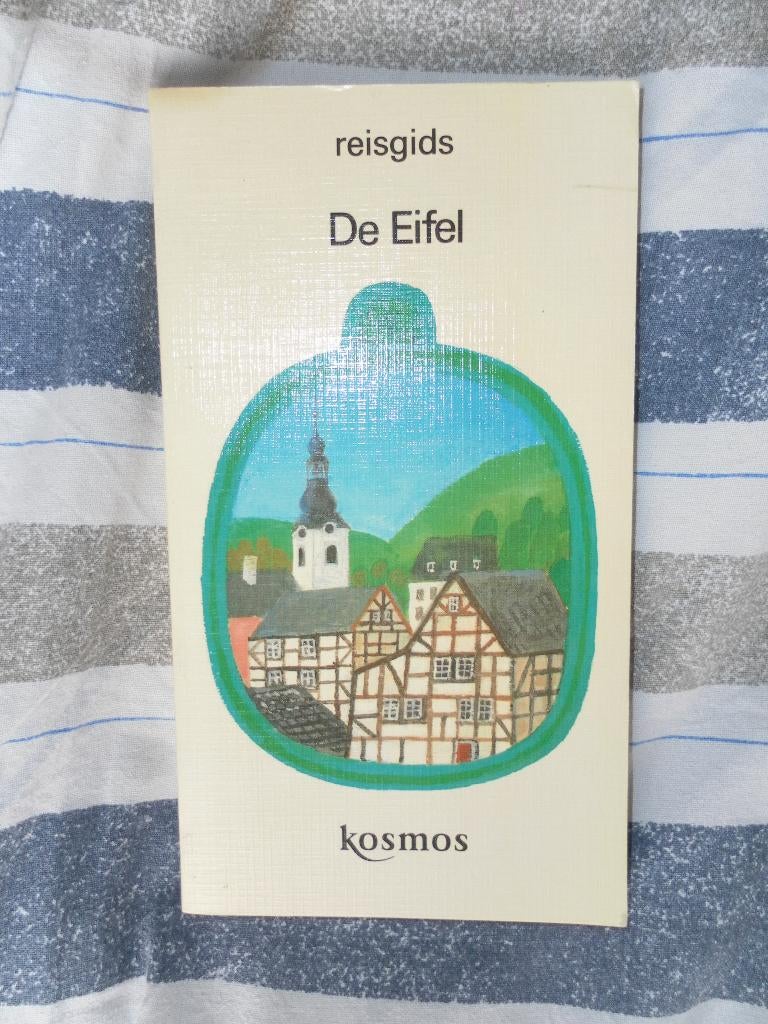 reisgids
De Eifel
kosmos